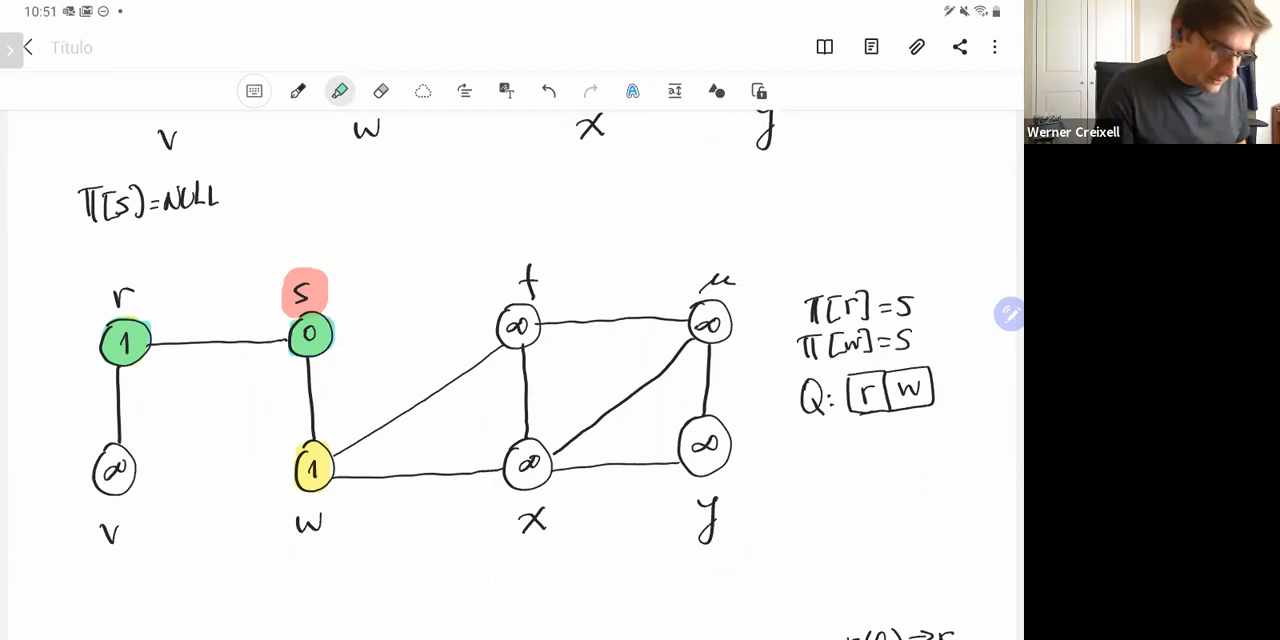 10:51
Título
v w x y
π[s]=NULL
r s t u
1 0 ∞ ∞
π[r]=s
π[w]=s
Q: r w
∞ 1 ∞ ∞
v w x y
Werner Creixell